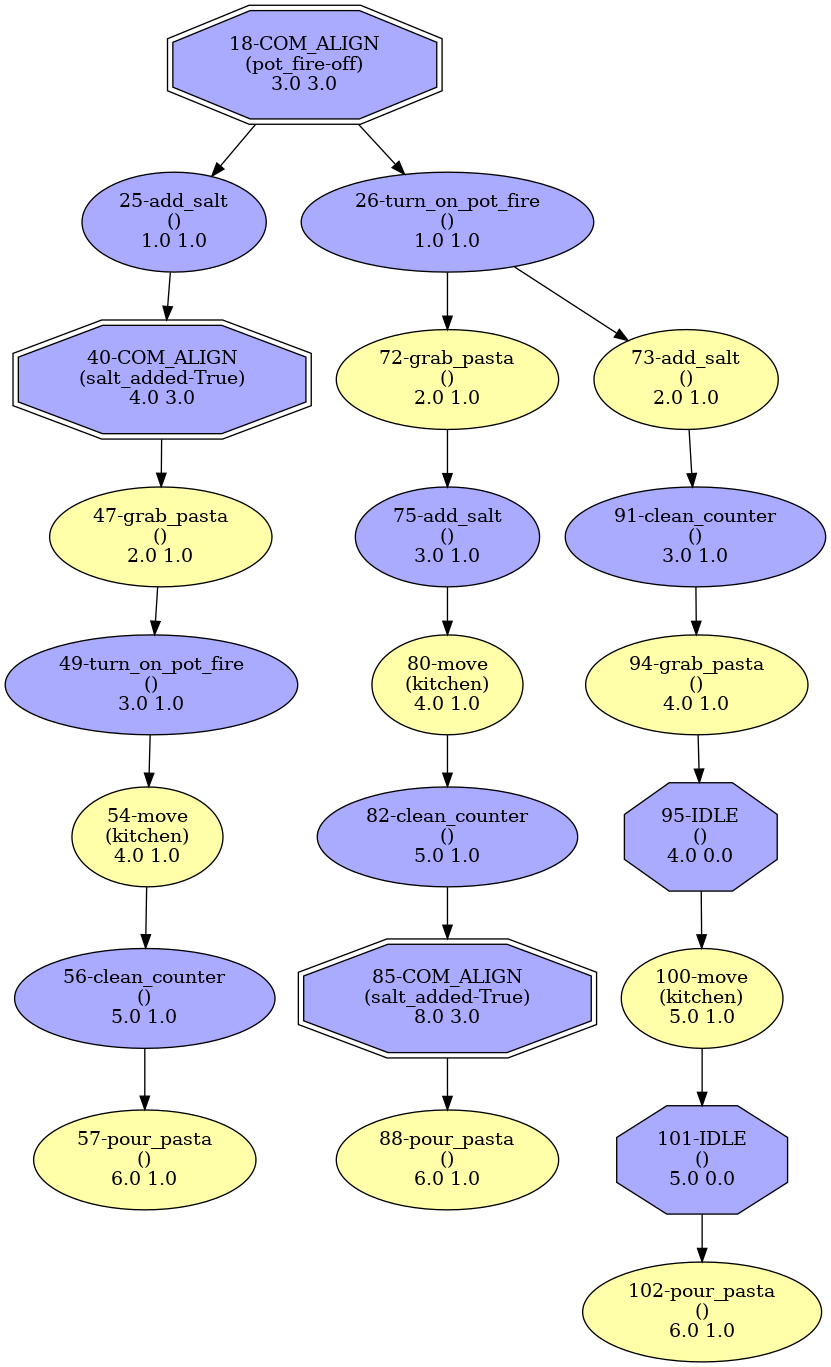 18-COM_ALIGN
(pot_fire-off)
3.0 3.0
25-add_salt
()
1.0 1.0
26-turn_on_pot_fire
()
1.0 1.0
40-COM_ALIGN
(salt_added-True)
4.0 3.0
72-grab_pasta
()
2.0 1.0
73-add_salt
()
2.0 1.0
47-grab_pasta
()
2.0 1.0
75-add_salt
()
3.0 1.0
91-clean_counter
()
3.0 1.0
49-turn_on_pot_fire
()
3.0 1.0
80-move
(kitchen)
4.0 1.0
94-grab_pasta
()
4.0 1.0
54-move
(kitchen)
4.0 1.0
82-clean_counter
()
5.0 1.0
95-IDLE
()
4.0 0.0
56-clean_counter
()
5.0 1.0
85-COM_ALIGN
(salt_added-True)
8.0 3.0
100-move
(kitchen)
5.0 1.0
57-pour_pasta
()
6.0 1.0
88-pour_pasta
()
6.0 1.0
101-IDLE
()
5.0 0.0
102-pour_pasta
()
6.0 1.0